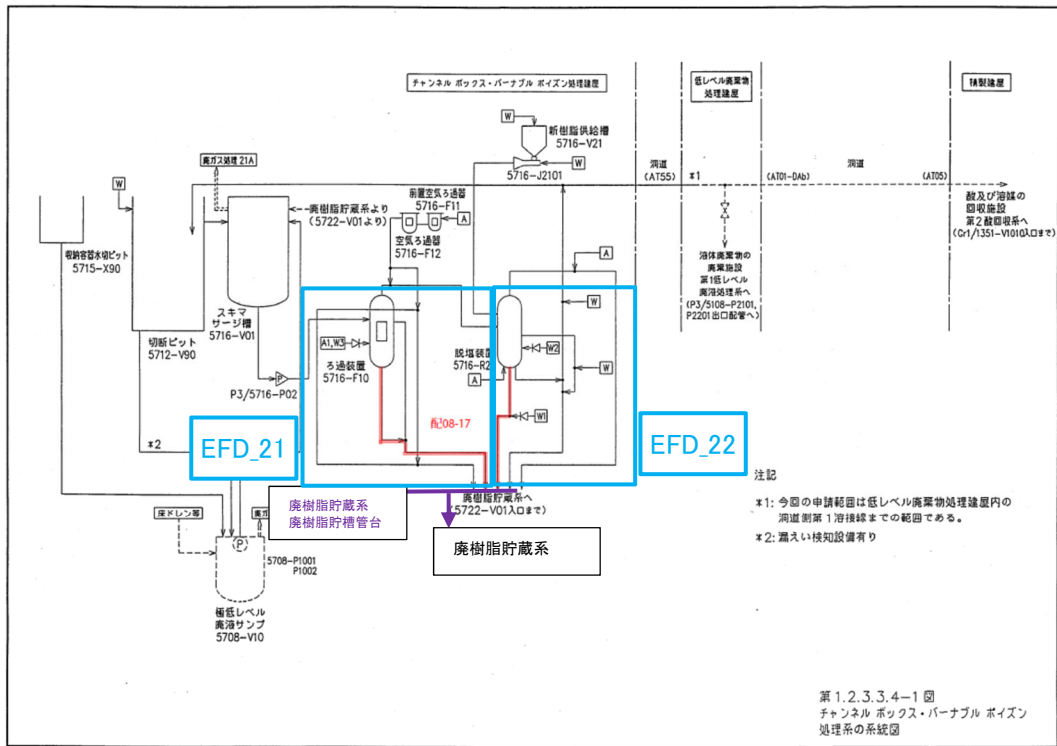 チャンネル ボックス・バーナブル ポイズン処理建屋
低レベル廃棄物
処理建屋
精製建屋
W
新樹脂供給槽
5716-V21
W
5716-J2101
廃ガス処理 21A
洞道
(AT55)
*1
(AT01-DAb)
洞道
(AT05)
酸及び溶媒の
回収施設
第2酸回収系へ
(Gr1/1351-V1010入口まで)
W
廃樹脂貯蔵系より
(5722-V01より)
前置空気ろ過器
5716-F11
A
空気ろ過器
5716-F12
収納容器水切ピット
5715-X90
A
液体廃棄物の
廃棄施設
第1低レベル
廃液処理系へ
(P3/5108-P2101,
P2201出口配管へ)
W
スキマ
サージ槽
5716-V01
切断ピット
5712-V90
A1,W3
ろ過装置
5716-F10
脱塩装置
5716-R2
W2
W
A
P
P3/5716-P02
W1
配08-17
*2
EFD_21
EFD_22
注記
*1: 今回の申請範囲は低レベル廃棄物処理建屋内の
洞道側第1溶接線までの範囲である。
*2: 漏えい検知設備有り
廃樹脂貯蔵系へ
(5722-V01入口まで)
廃樹脂貯蔵系
廃樹脂貯槽管台
廃樹脂貯蔵系
床ドレン等
廃ガ
P
5708-P1001
P1002
極低レベル
廃液サンプ
5708-V10
第1.2.3.3.4-1図
チャンネル ボックス・バーナブル ポイズン
処理系の系統図